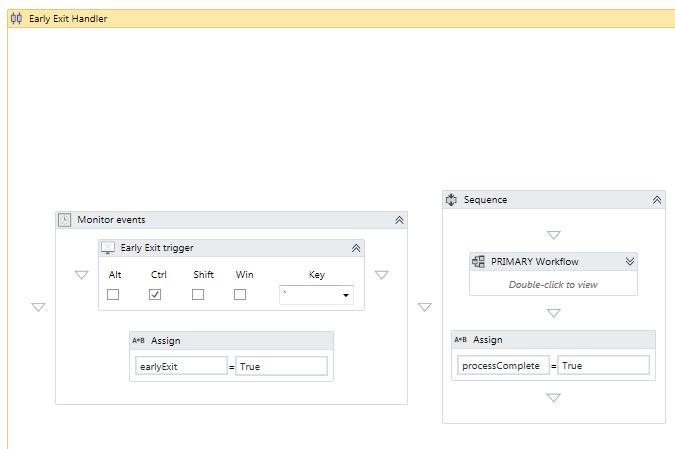 Early Exit Handler
Monitor events
Early Exit trigger
Alt Ctrl Shift Win Key
`
A*B Assign
earlyExit = True
Sequence
PRIMARY Workflow
Double-click to view
A*B Assign
processComplete = True